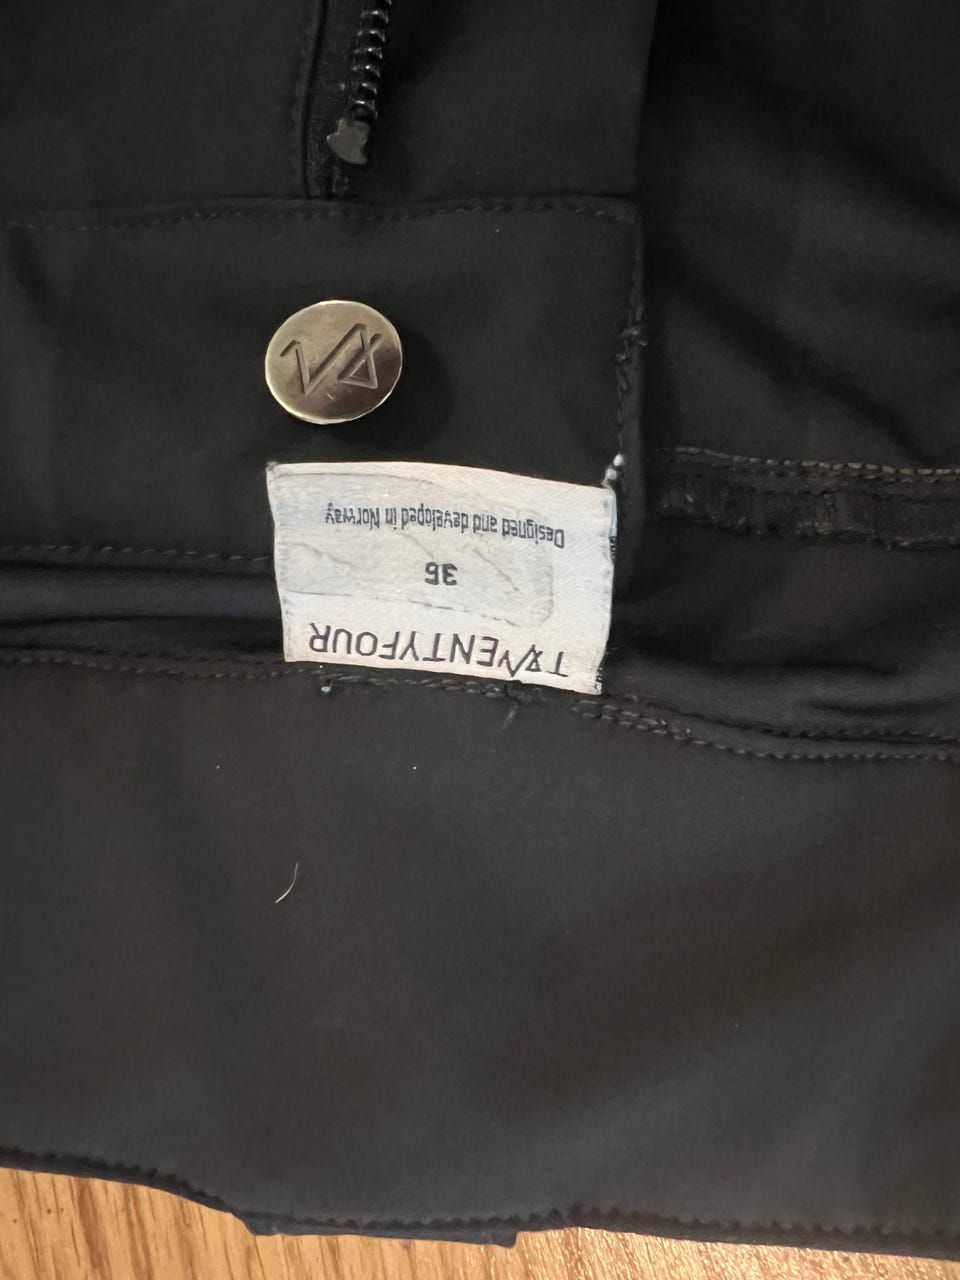 TWENTYFOUR
36
Designed and developed in Norway